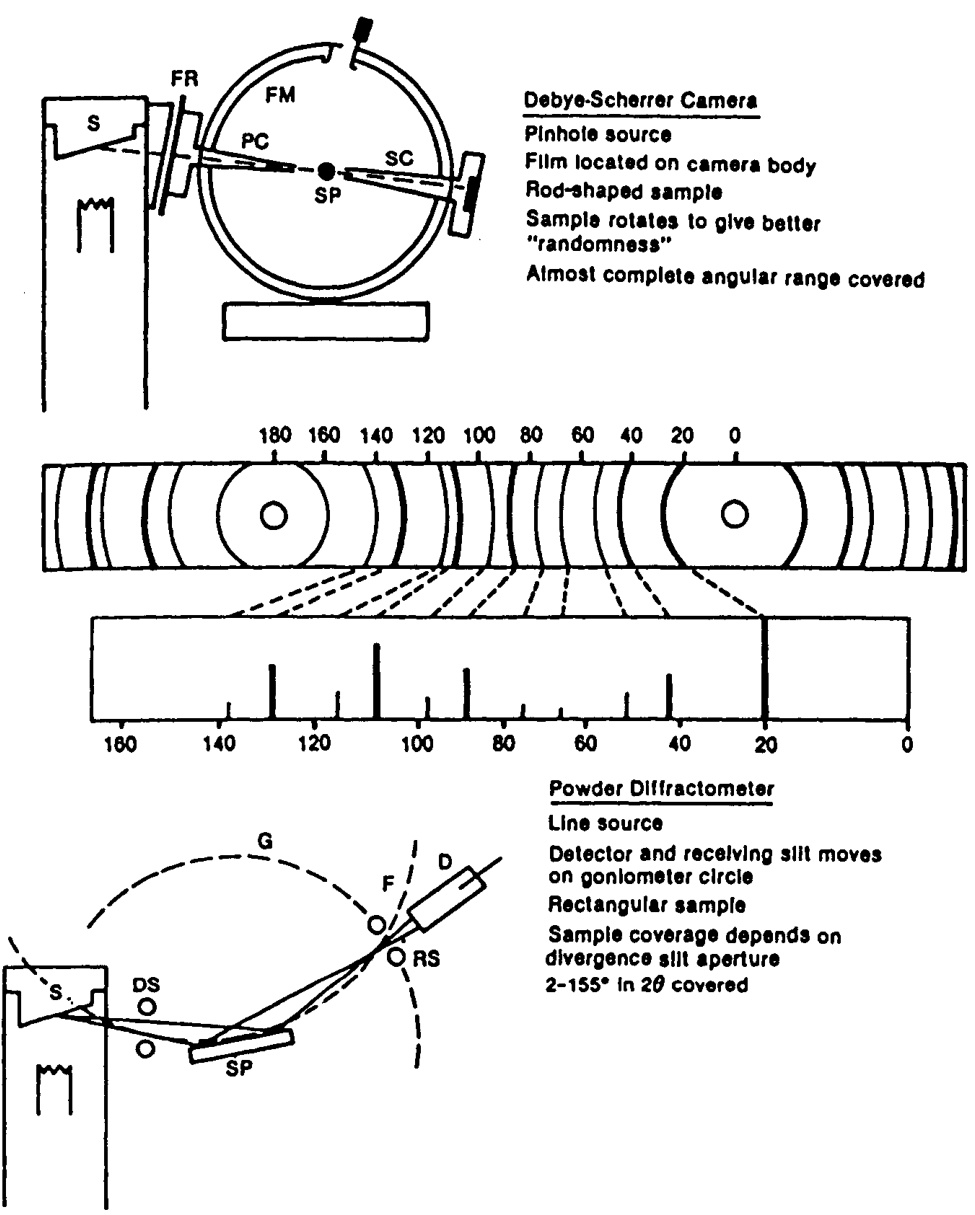 FR
S
FM
PC
SC
SP
Debye-Scherrer Camera
Pinhole source
Film located on camera body
Rod-shaped sample
Sample rotates to give better
"randomness"
Almost complete angular range covered
180 160 140 120 100 80 60 40 20 0
160 140 120 100 80 60 40 20 0
Powder Diffractometer
Line source
Detector and receiving slit moves
on goniometer circle
Rectangular sample
Sample coverage depends on
divergence slit aperture
2-155° in 2θ covered
G
D
F
RS
S
DS
SP